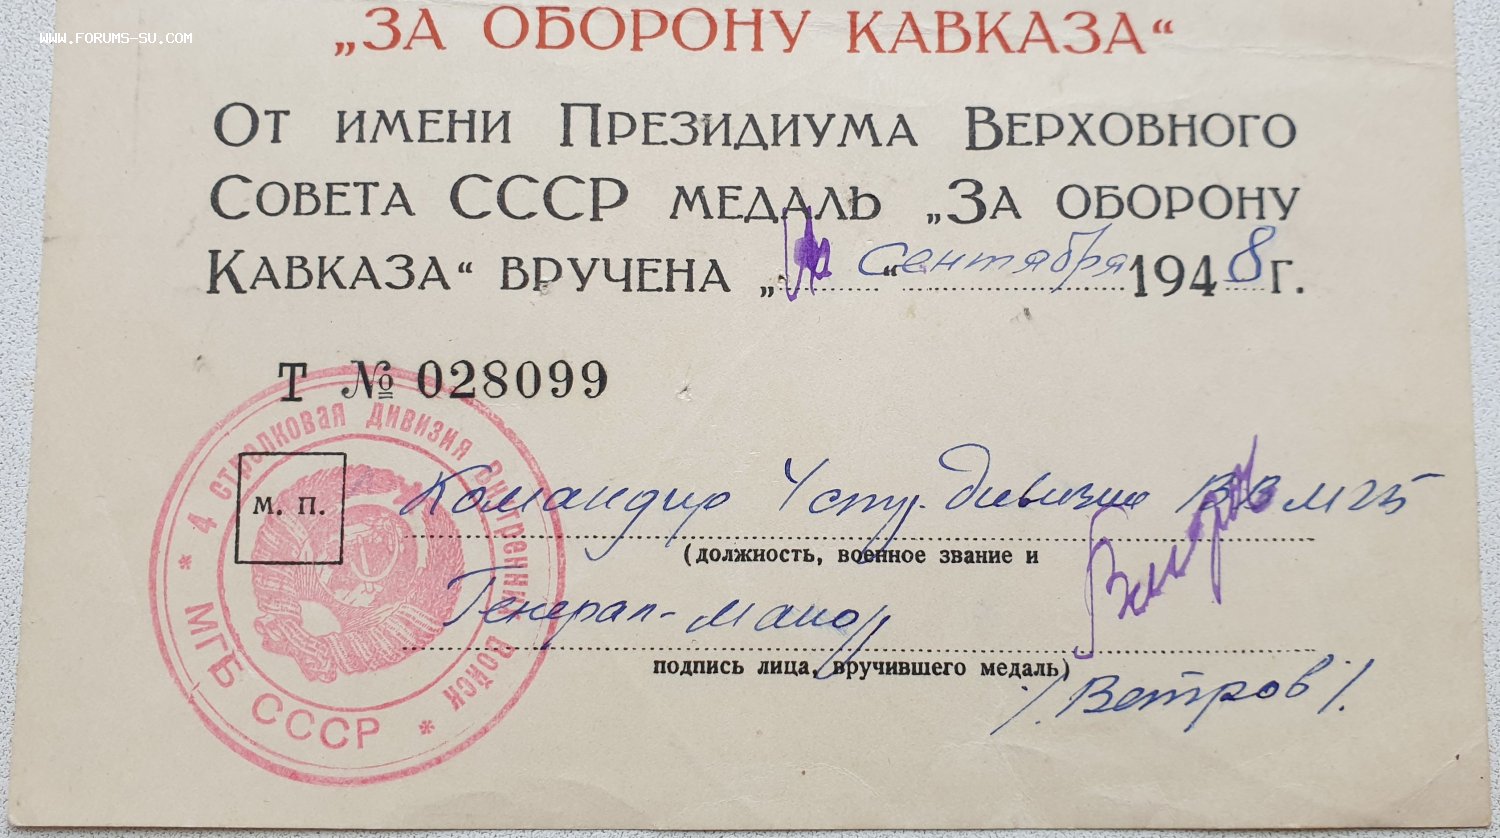 WWW.FORUMS-SU.COM
„ЗА ОБОРОНУ КАВКАЗА“
ОТ ИМЕНИ ПРЕЗИДИУМА ВЕРХОВНОГО
СОВЕТА СССР МЕДАЛЬ „ЗА ОБОРОНУ
КАВКАЗА“ ВРУЧЕНА „ “ сентября 1948 г.
Т № 028099
4 стрелковая дивизия Внутренних Войск
* МГБ СССР *
М. П.
Командир 4 стр. дивизии ВВ МГБ
(должность, военное звание и
Генерал-майор
подпись лица, вручившего медаль)
/. Ветров /.